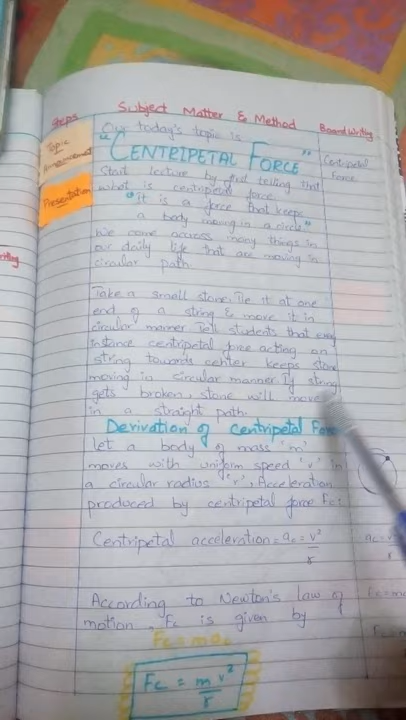 Steps
Subject Matter & Method
Board Writing
Topic
Announcement
Our today's topic is
"CENTRIPETAL FORCE"
Centripetal
Force
Presentation
Start lecture by first telling that
what is centripetal force.
"it is a force that keeps
a body moving in a circle"
We come across many things in
our daily life that are moving in
circular path.
Take a small stone, tie it at one
end of a string & move it in
circular manner. Tell students that every
instance centripetal force acting on
string towards center keeps stone
moving in circular manner. If string
gets broken, stone will move
in a straight path.
Derivation of Centripetal
Let a body of mass 'm'
moves with uniform speed 'v' in
a circular radius 'r'. Acceleration
produced by centripetal force Fc:
Centripetal acceleration = ac = v²/r
According to Newton's law of
motion, Fc is given by
Fc = mac
Fc = mv²/r